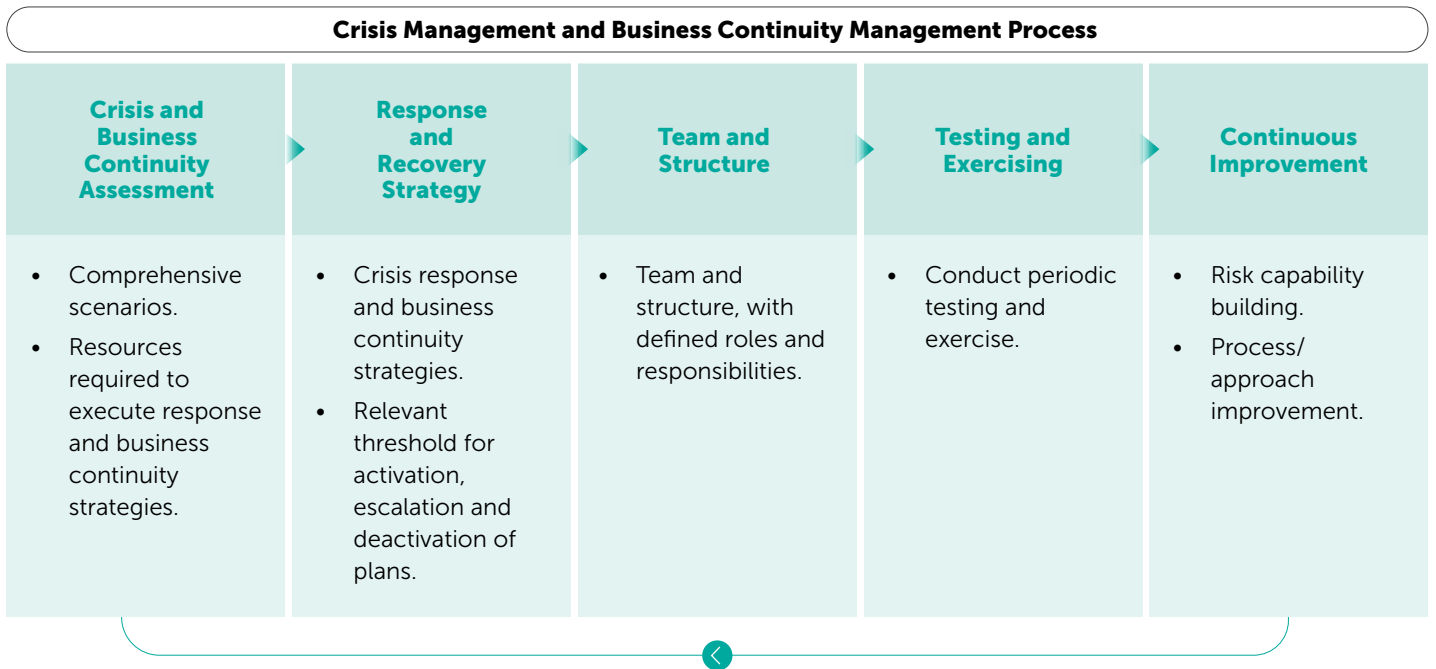 Crisis Management and Business Continuity Management Process
Crisis and
Business
Continuity
Assessment
• Comprehensive
scenarios.
• Resources
required to
execute response
and business
continuity
strategies.
Response
and
Recovery
Strategy
• Crisis response
and business
continuity
strategies.
• Relevant
threshold for
activation,
escalation and
deactivation of
plans.
Team and
Structure
• Team and
structure, with
defined roles and
responsibilities.
Testing and
Exercising
• Conduct periodic
testing and
exercise.
Continuous
Improvement
• Risk capability
building.
• Process/
approach
improvement.